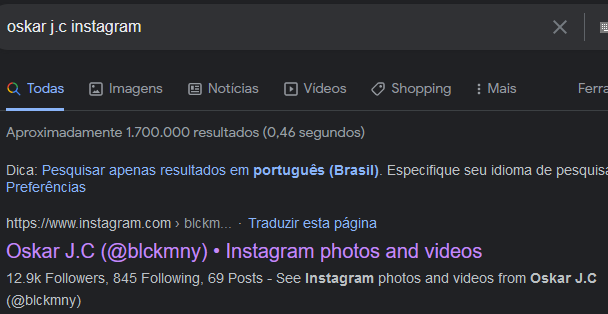 oskar j.c instagram
Todas Imagens Notícias Vídeos Shopping Mais Ferra
Aproximadamente 1.700.000 resultados (0,46 segundos)
Dica: Pesquisar apenas resultados em português (Brasil). Especifique seu idioma de pesquisa
Preferências
https://www.instagram.com › blckm... · Traduzir esta página
Oskar J.C (@blckmny) • Instagram photos and videos
12.9k Followers, 845 Following, 69 Posts - See Instagram photos and videos from Oskar J.C
(@blckmny)